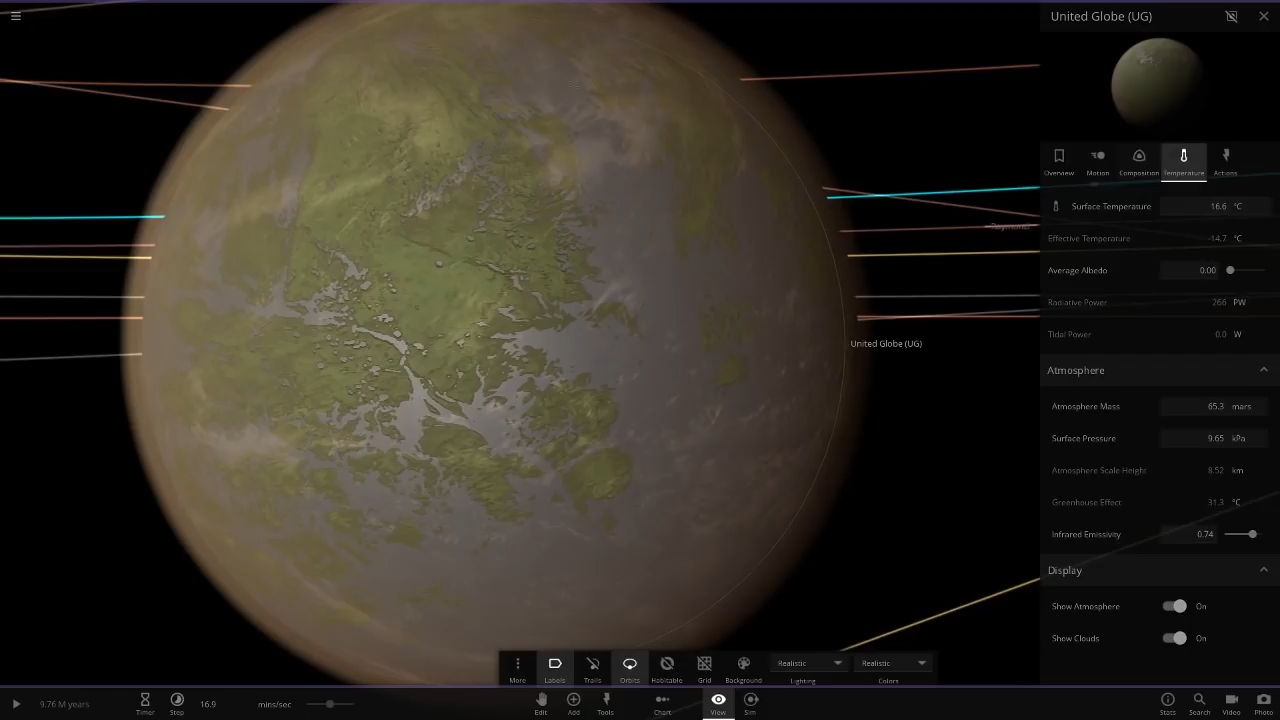 United Globe (UG)
Overview
Motion
Composition
Temperature
Actions
Surface Temperature 16.6 °C
Effective Temperature -14.7 °C
Average Albedo 0.00
Radiative Power 266 PW
Tidal Power 0.0 W
Atmosphere
Atmosphere Mass 65.3 mars
Surface Pressure 9.65 kPa
Atmosphere Scale Height 8.52 km
Greenhouse Effect 31.3 °C
Infrared Emissivity 0.74
Display
Show Atmosphere On
Show Clouds On
United Globe (UG)
More
Labels
Trails
Orbits
Habitable
Grid
Background
Realistic
Lighting
Realistic
Colors
9.76 M years
Timer
Step
16.9 mins/sec
Edit
Add
Tools
Chart
View
Sim
Stats
Search
Video
Photo